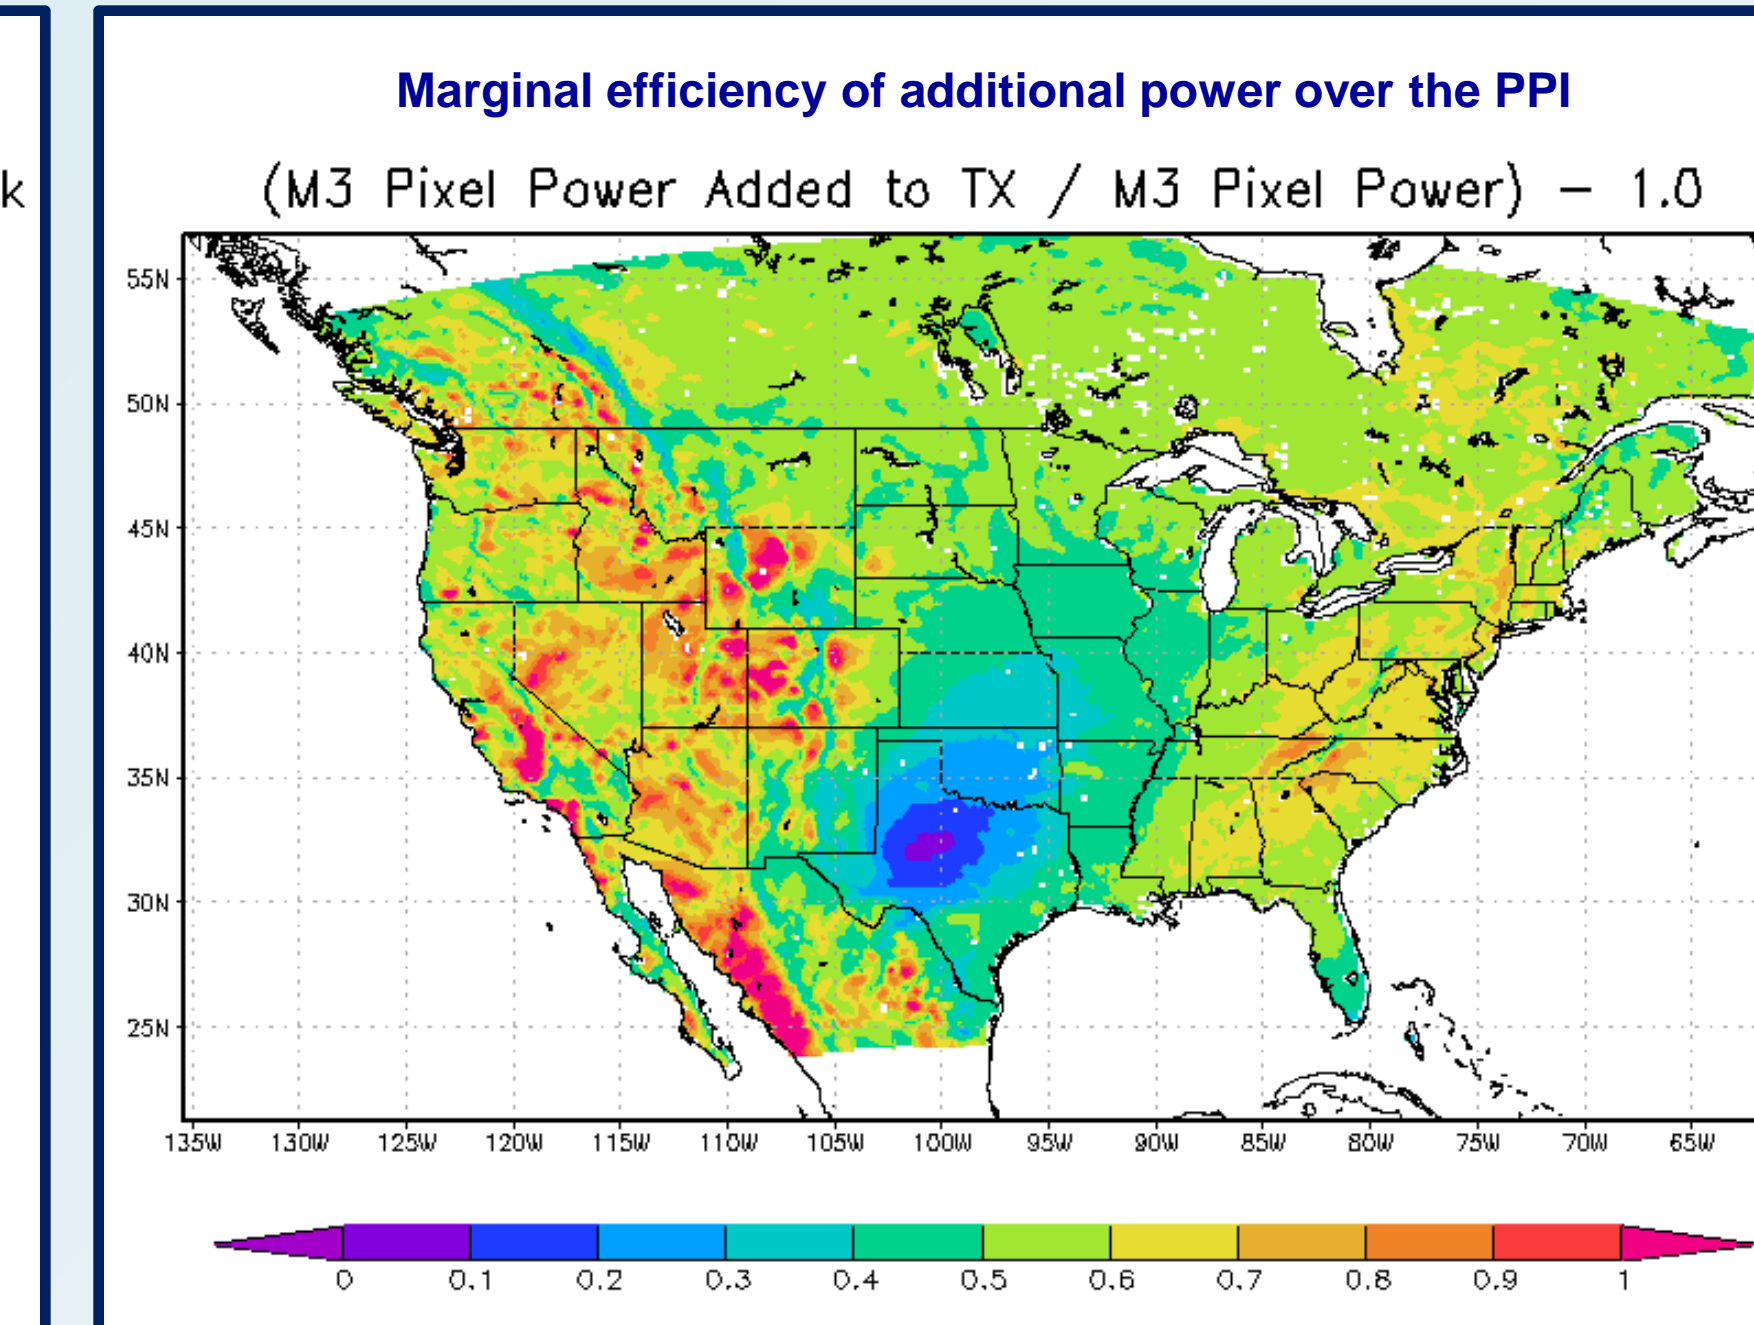 k
Marginal efficiency of additional power over the PPI
(M3 Pixel Power Added to TX / M3 Pixel Power) – 1.0
55N
50N
45N
40N
35N
30N
25N
135W 130W 125W 120W 115W 110W 105W 100W 95W 90W 85W 80W 75W 70W 65W
0 0.1 0.2 0.3 0.4 0.5 0.6 0.7 0.8 0.9 1